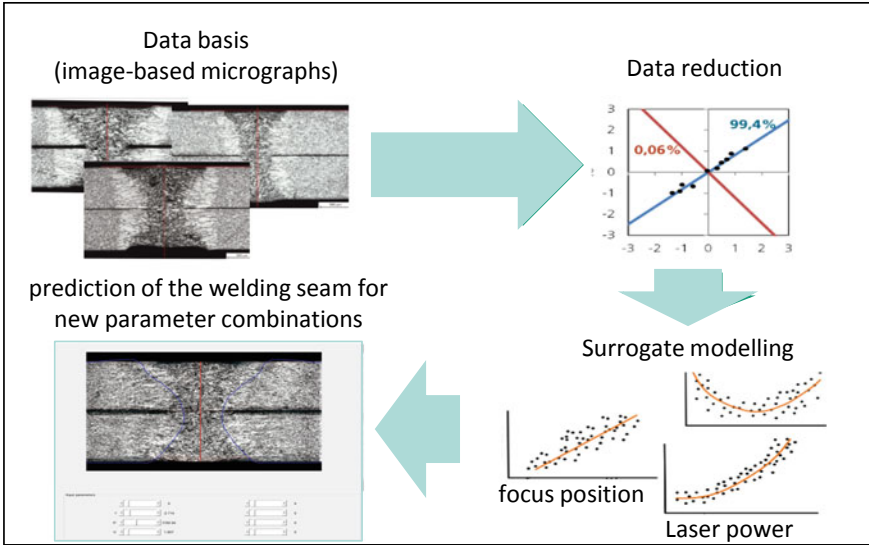 Data basis
(image-based micrographs)
Data reduction
3
2
1
0
-1
-2
-3
0,06%
99,4%
-3 -2 -1 0 1 2 3
prediction of the welding seam for
new parameter combinations
Surrogate modelling
focus position
Laser power